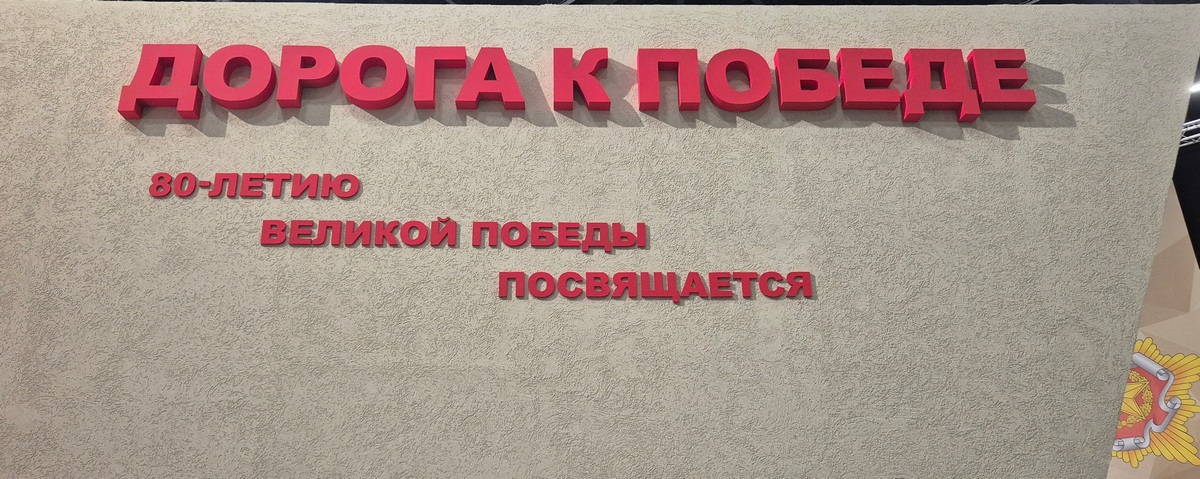 ДОРОГА К ПОБЕДЕ
80-ЛЕТИЮ
ВЕЛИКОЙ ПОБЕДЫ
ПОСВЯЩАЕТСЯ